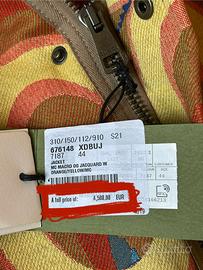 310/150/112/910 S21
676148 XDBUJ
7187 44
JACKET
MC MACRO GG JACQUARD W
ORANGE/YELLOW/MC
A full price of: 4,500.00 EUR
44